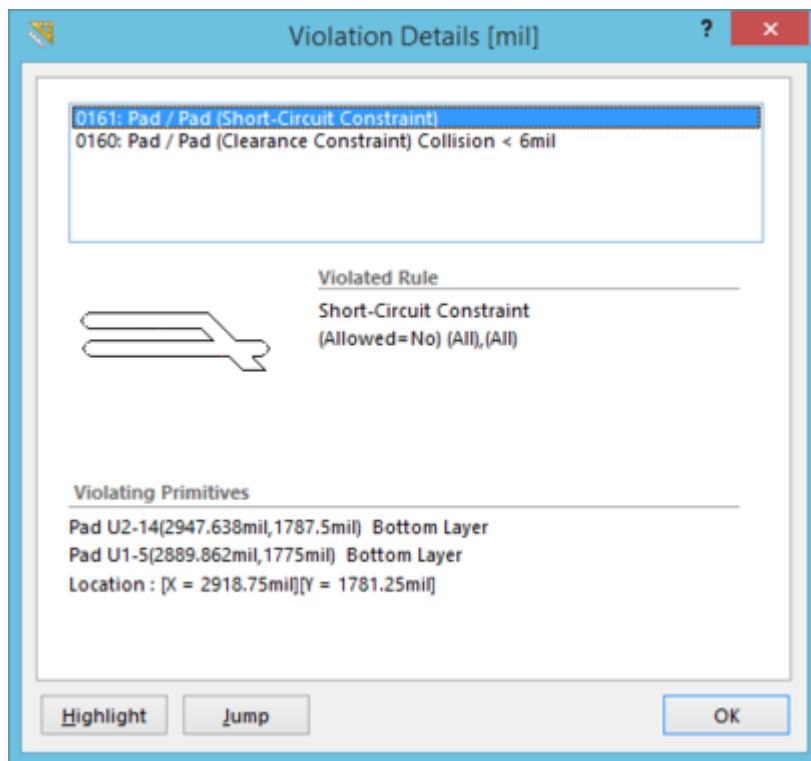 Violation Details [mil]
?
0161: Pad / Pad (Short-Circuit Constraint)
0160: Pad / Pad (Clearance Constraint) Collision < 6mil
Violated Rule
Short-Circuit Constraint
(Allowed=No) (All),(All)
Violating Primitives
Pad U2-14(2947.638mil,1787.5mil)  Bottom Layer
Pad U1-5(2889.862mil,1775mil)  Bottom Layer
Location : [X = 2918.75mil][Y = 1781.25mil]
Highlight
Jump
OK